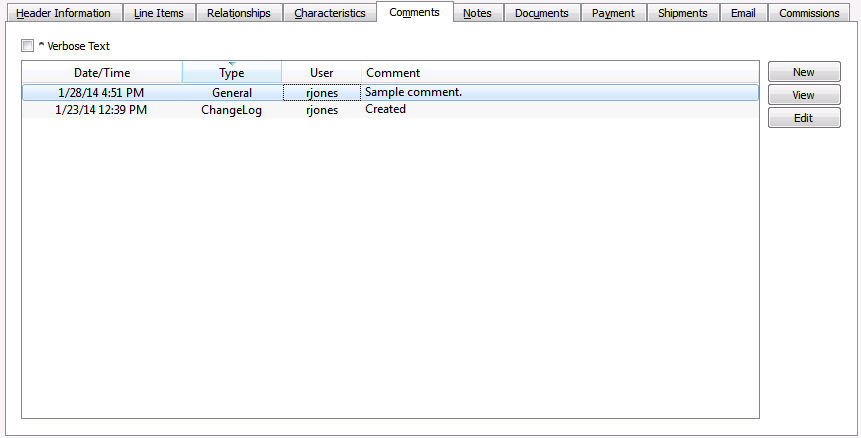 Header Information Line Items Relationships Characteristics Comments Notes Documents Payment Shipments Email Commissions
^ Verbose Text
Date/Time Type User Comment New
1/28/14 4:51 PM General rjones Sample comment. View
1/23/14 12:39 PM ChangeLog rjones Created Edit